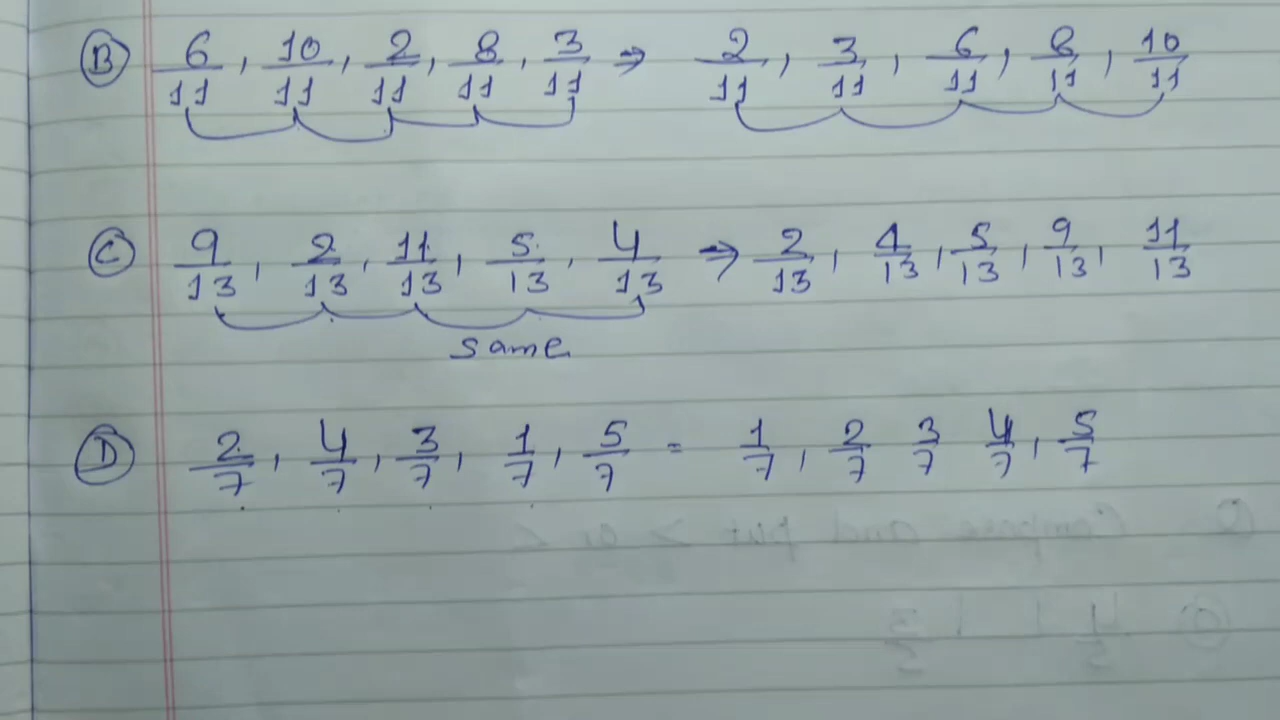 Ⓑ 6/11, 10/11, 2/11, 8/11, 3/11 ⇒ 2/11, 3/11, 6/11, 8/11, 10/11
Ⓒ 9/13, 2/13, 11/13, 5/13, 4/13 ⇒ 2/13, 4/13, 5/13, 9/13, 11/13
same
Ⓓ 2/7, 4/7, 3/7, 1/7, 5/7 = 1/7, 2/7 3/7 4/7, 5/7